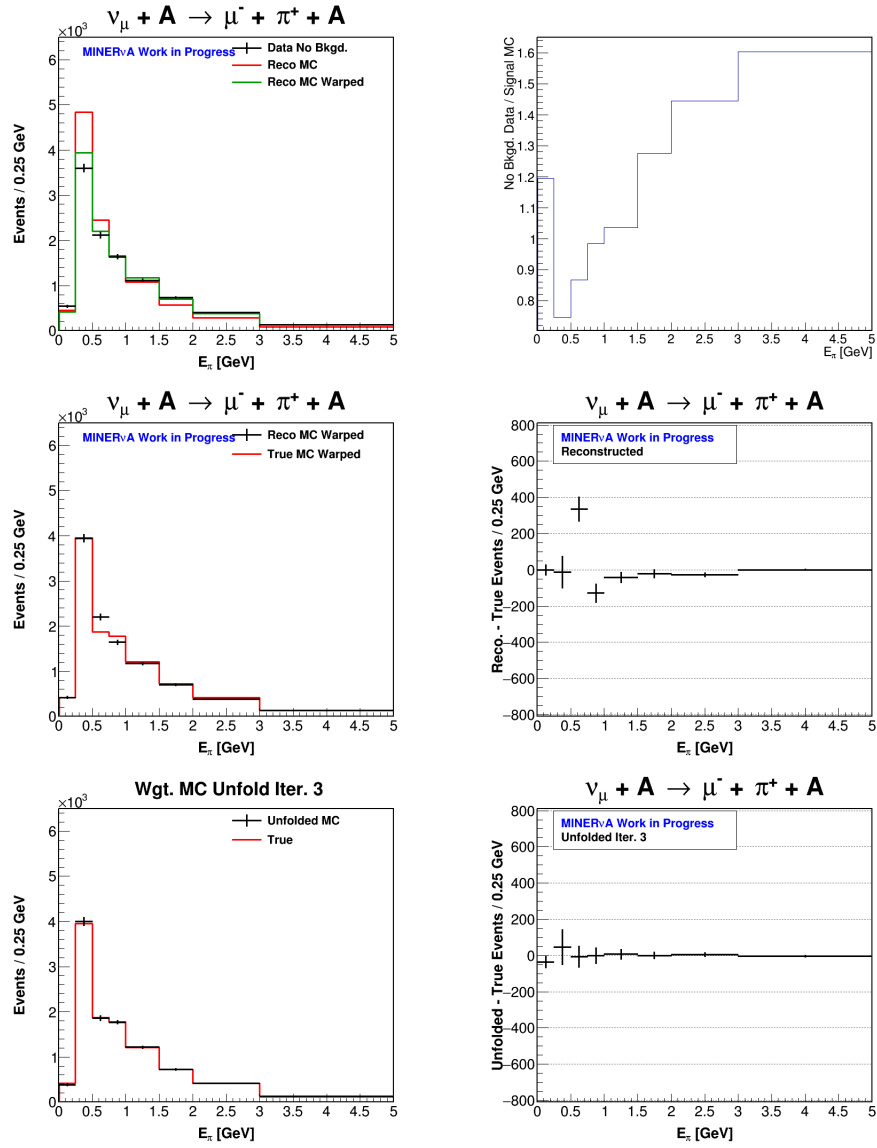 νμ + A → μ- + π+ + A
×10³
MINERνA Work in Progress
Data No Bkgd.
Reco MC
Reco MC Warped
Events / 0.25 GeV
6
5
4
3
2
1
0
0 0.5 1 1.5 2 2.5 3 3.5 4 4.5 5
Eπ [GeV]
No Bkgd. Data / Signal MC
1.6
1.5
1.4
1.3
1.2
1.1
1
0.9
0.8
0 0.5 1 1.5 2 2.5 3 3.5 4 4.5 5
Eπ [GeV]
νμ + A → μ- + π+ + A
×10³
MINERνA Work in Progress
Reco MC Warped
True MC Warped
Events / 0.25 GeV
6
5
4
3
2
1
0
0 0.5 1 1.5 2 2.5 3 3.5 4 4.5 5
Eπ [GeV]
νμ + A → μ- + π+ + A
MINERνA Work in Progress
Reconstructed
Reco. - True Events / 0.25 GeV
800
600
400
200
0
−200
−400
−600
−800
0 0.5 1 1.5 2 2.5 3 3.5 4 4.5 5
Eπ [GeV]
Wgt. MC Unfold Iter. 3
×10³
Unfolded MC
True
Events / 0.25 GeV
6
5
4
3
2
1
0
0 0.5 1 1.5 2 2.5 3 3.5 4 4.5 5
Eπ [GeV]
νμ + A → μ- + π+ + A
MINERνA Work in Progress
Unfolded Iter. 3
Unfolded - True Events / 0.25 GeV
800
600
400
200
0
−200
−400
−600
−800
0 0.5 1 1.5 2 2.5 3 3.5 4 4.5 5
Eπ [GeV]